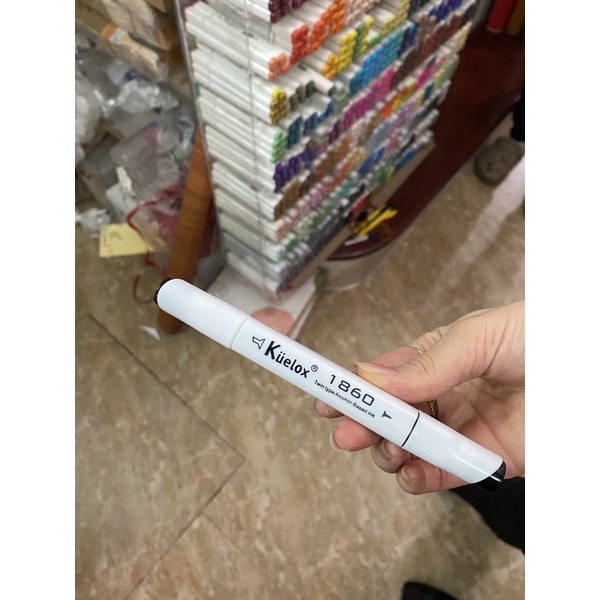 Küelox® 1860
Twin type Alcohol-Based ink